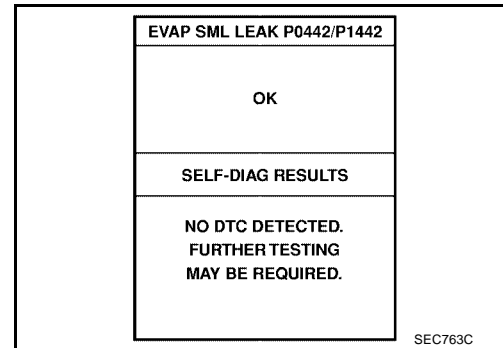 EVAP SML LEAK P0442/P1442
OK
SELF-DIAG RESULTS
NO DTC DETECTED.
FURTHER TESTING
MAY BE REQUIRED.
SEC763C